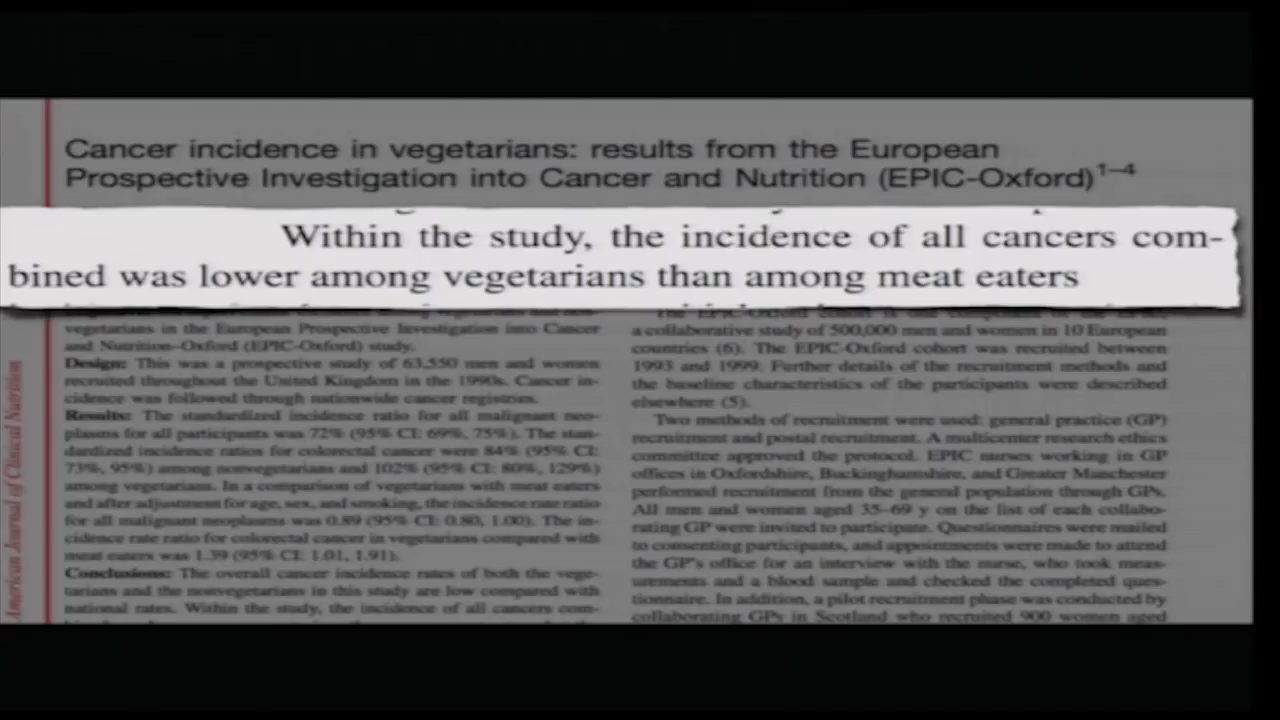 Cancer incidence in vegetarians: results from the European
Prospective Investigation into Cancer and Nutrition (EPIC-Oxford)1–4
Within the study, the incidence of all cancers com-
bined was lower among vegetarians than among meat eaters
vegetarians in the European Prospective Investigation into Cancer
and Nutrition–Oxford (EPIC-Oxford) study.
Design: This was a prospective study of 63,550 men and women
recruited throughout the United Kingdom in the 1990s. Cancer in-
cidence was followed through nationwide cancer registries.
Results: The standardized incidence ratio for all malignant neo-
plasms for all participants was 72% (95% CI: 69%, 75%). The stan-
dardized incidence ratios for colorectal cancer were 84% (95% CI:
73%, 95%) among nonvegetarians and 102% (95% CI: 80%, 129%)
among vegetarians. In a comparison of vegetarians with meat eaters
and after adjustment for age, sex, and smoking, the incidence rate ratio
for all malignant neoplasms was 0.89 (95% CI: 0.80, 1.00). The in-
cidence rate ratio for colorectal cancer in vegetarians compared with
meat eaters was 1.39 (95% CI: 1.01, 1.91).
Conclusions: The overall cancer incidence rates of both the vege-
tarians and the nonvegetarians in this study are low compared with
national rates. Within the study, the incidence of all cancers com-
a collaborative study of 500,000 men and women in 10 European
countries (6). The EPIC-Oxford cohort was recruited between
1993 and 1999. Further details of the recruitment methods and
the baseline characteristics of the participants were described
elsewhere (5).
Two methods of recruitment were used: general practice (GP)
recruitment and postal recruitment. A multicenter research ethics
committee approved the protocol. EPIC nurses working in GP
offices in Oxfordshire, Buckinghamshire, and Greater Manchester
performed recruitment from the general population through GPs.
All men and women aged 35–69 y on the list of each collabo-
rating GP were invited to participate. Questionnaires were mailed
to consenting participants, and appointments were made to attend
the GP's office for an interview with the nurse, who took meas-
urements and a blood sample and checked the completed ques-
tionnaire. In addition, a pilot recruitment phase was conducted by
collaborating GPs in Scotland who recruited 900 women aged
American Journal of Clinical Nutrition